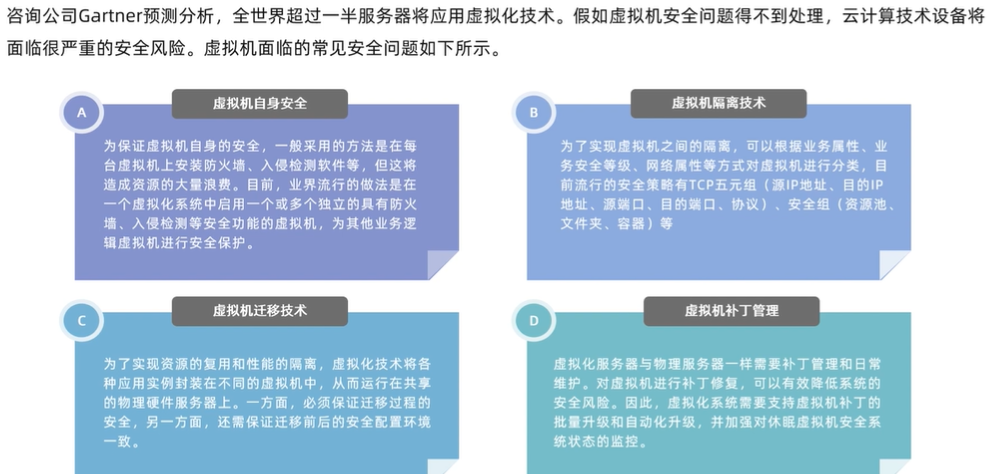 咨询公司Gartner预测分析，全世界超过一半服务器将应用虚拟化技术。假如虚拟机安全问题得不到处理，云计算技术设备将
面临很严重的安全风险。虚拟机面临的常见安全问题如下所示。
A
虚拟机自身安全
为保证虚拟机自身的安全，一般采用的方法是在每
台虚拟机上安装防火墙、入侵检测软件等，但这将
造成资源的大量浪费。目前，业界流行的做法是在
一个虚拟化系统中启用一个或多个独立的具有防火
墙、入侵检测等安全功能的虚拟机，为其他业务逻
辑虚拟机进行安全保护。
B
虚拟机隔离技术
为了实现虚拟机之间的隔离，可以根据业务属性、业
务安全等级、网络属性等方式对虚拟机进行分类，目
前流行的安全策略有TCP五元组（源IP地址、目的IP
地址、源端口、目的端口、协议）、安全组（资源池、
文件夹、容器）等
C
虚拟机迁移技术
为了实现资源的复用和性能的隔离，虚拟化技术将各
种应用实例封装在不同的虚拟机中，从而运行在共享
的物理硬件服务器上。一方面，必须保证迁移过程的
安全，另一方面，还需保证迁移前后的安全配置环境
一致。
D
虚拟机补丁管理
虚拟化服务器与物理服务器一样需要补丁管理和日常
维护。对虚拟机进行补丁修复，可以有效降低系统的
安全风险。因此，虚拟化系统需要支持虚拟机补丁的
批量升级和自动化升级，并加强对休眠虚拟机安全系
统状态的监控。